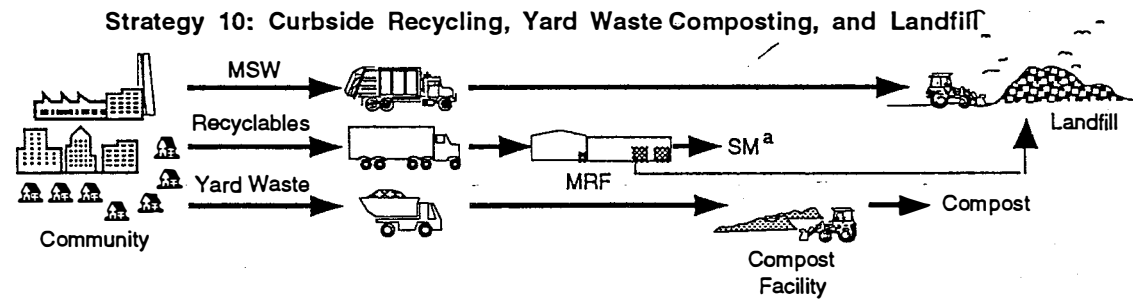 Strategy 10: Curbside Recycling, Yard Waste Composting, and Landfill
MSW
Recyclables
SMa
Landfill
MRF
Yard Waste
Compost
Community
Compost
Facility